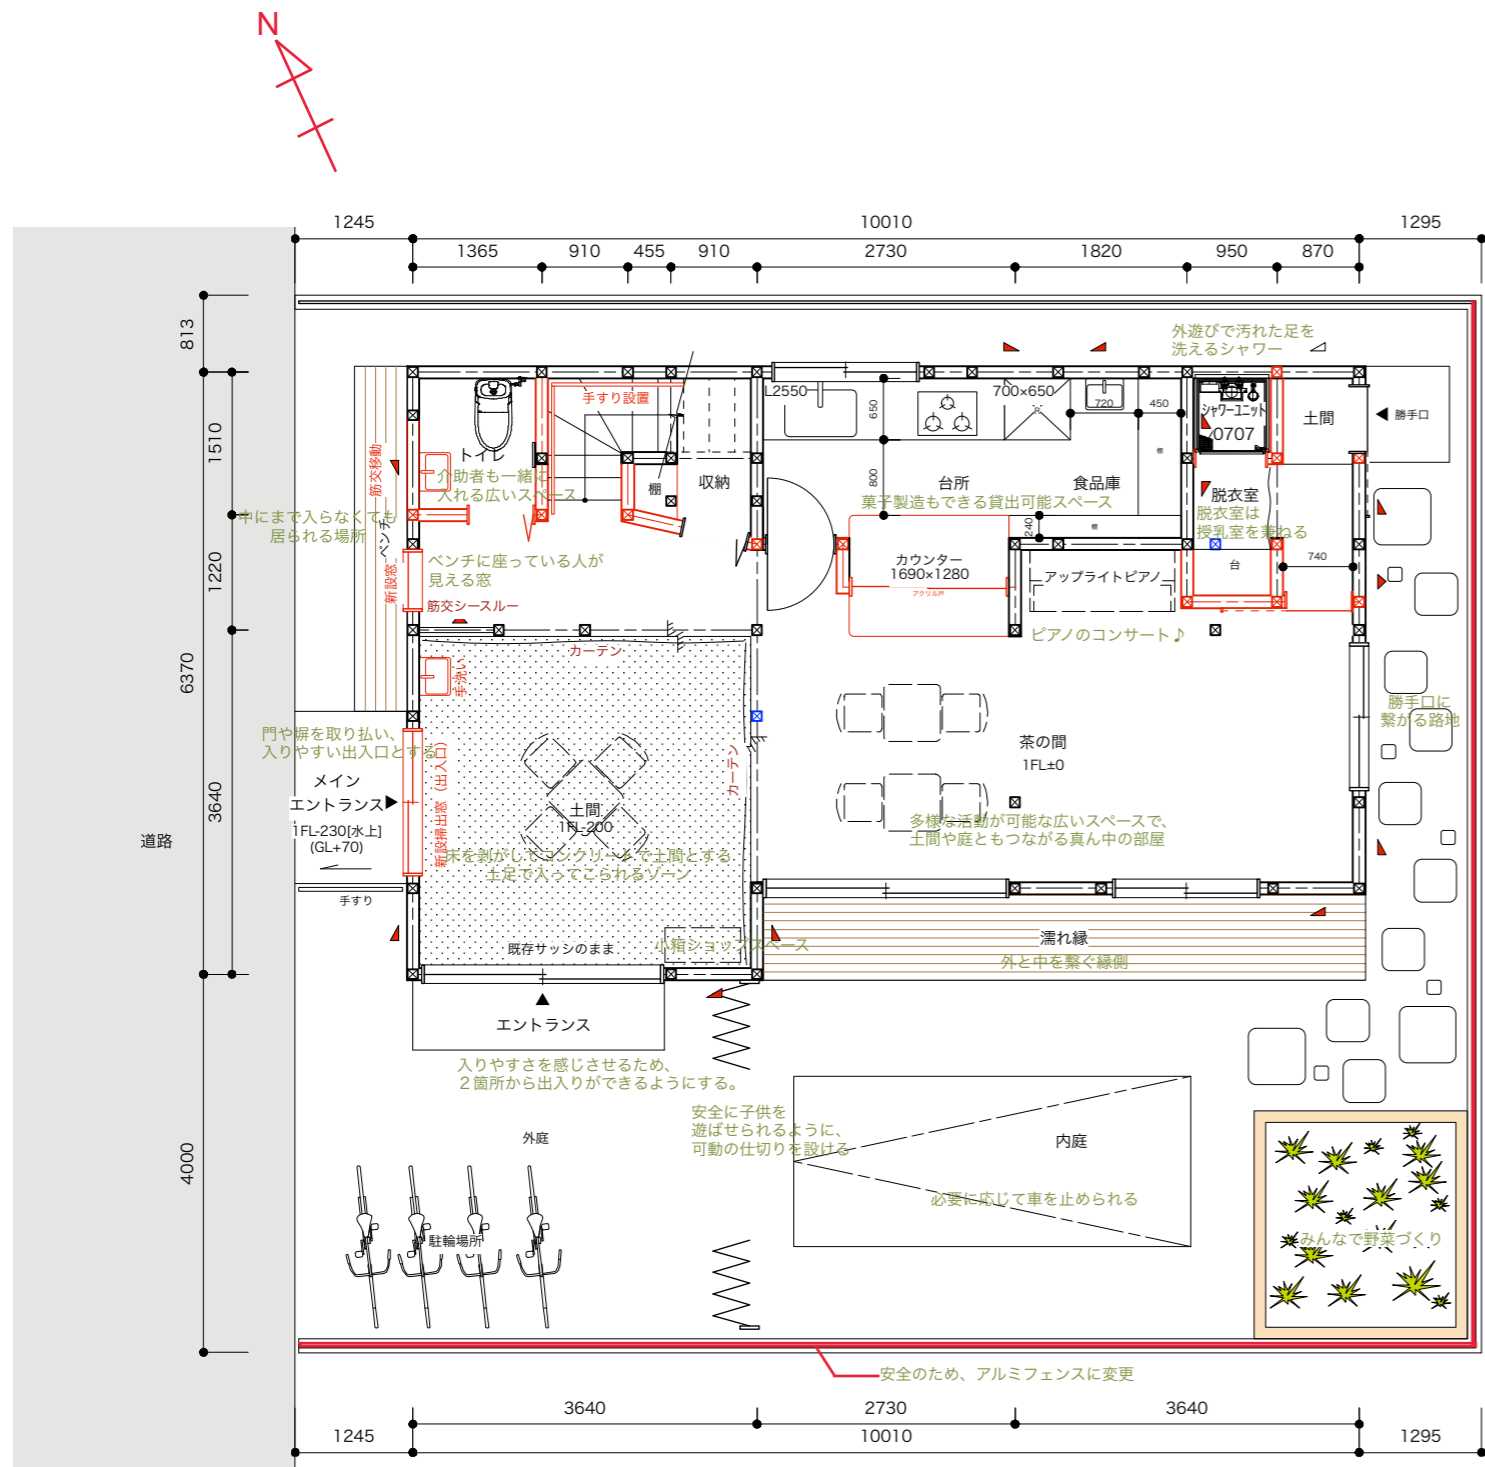 N
1245
10010
1295
1365
910
455
910
2730
1820
950
870
813
1510
1220
6370
3640
4000
外遊びで汚れた足を
洗えるシャワー
手すり設置
L2550
650
700×650
R
720
450
シャワーユニット
0707
土間
勝手口
トイレ
介助者も一緒に
入れる広いスペース
棚
収納
800
台所
食品庫
棚
菓子製造もできる貸出可能スペース
脱衣室
脱衣室は
授乳室を兼ねる
筋交移動
中にまで入らなくても
居られる場所
ベンチ
240
棚
カウンター
1690×1280
アクリル戸
アップライトピアノ
台
740
ベンチに座っている人が
見える窓
新設窓
筋交シースルー
ピアノのコンサート♪
カーテン
手洗い
門や塀を取り払い、
入りやすい出入口とする
メイン
エントランス
1FL-230[水上]
(GL+70)
手すり
道路
新設掃出窓（出入口）
カーテン
土間
1FL-200
床を剥がしてコンクリートで土間とする
土足で入ってこられるゾーン
茶の間
1FL±0
多様な活動が可能な広いスペースで、
土間や庭ともつながる真ん中の部屋
勝手口に
繋がる路地
既存サッシのまま
小箱ショップスペース
濡れ縁
外と中を繋ぐ縁側
エントランス
入りやすさを感じさせるため、
２箇所から出入りができるようにする。
安全に子供を
遊ばせられるように、
可動の仕切りを設ける
外庭
内庭
必要に応じて車を止められる
駐輪場所
みんなで野菜づくり
安全のため、アルミフェンスに変更
3640
2730
3640
1245
10010
1295